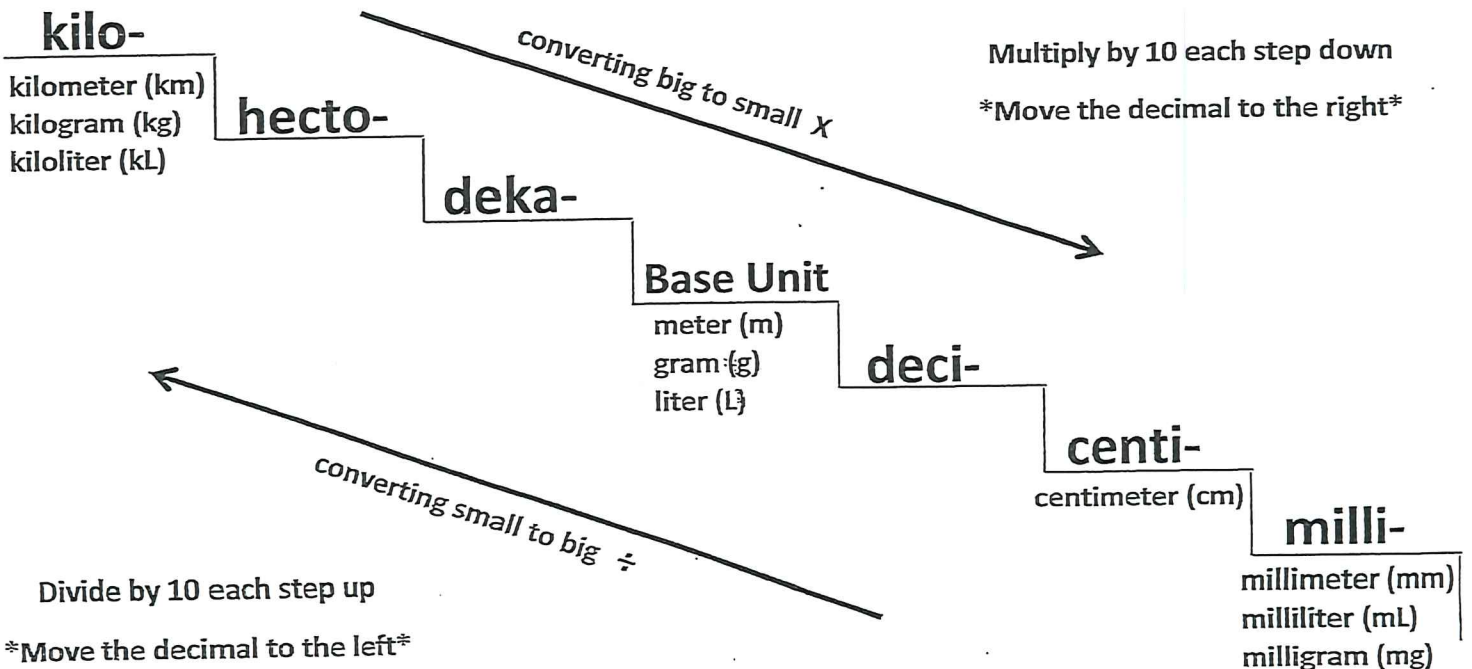 kilo-
kilometer (km)
kilogram (kg)
kiloliter (kL)
hecto-
deka-
converting big to small X
Multiply by 10 each step down
*Move the decimal to the right*
Base Unit
meter (m)
gram (g)
liter (L)
deci-
centi-
centimeter (cm)
milli-
millimeter (mm)
milliliter (mL)
milligram (mg)
converting small to big ÷
Divide by 10 each step up
*Move the decimal to the left*